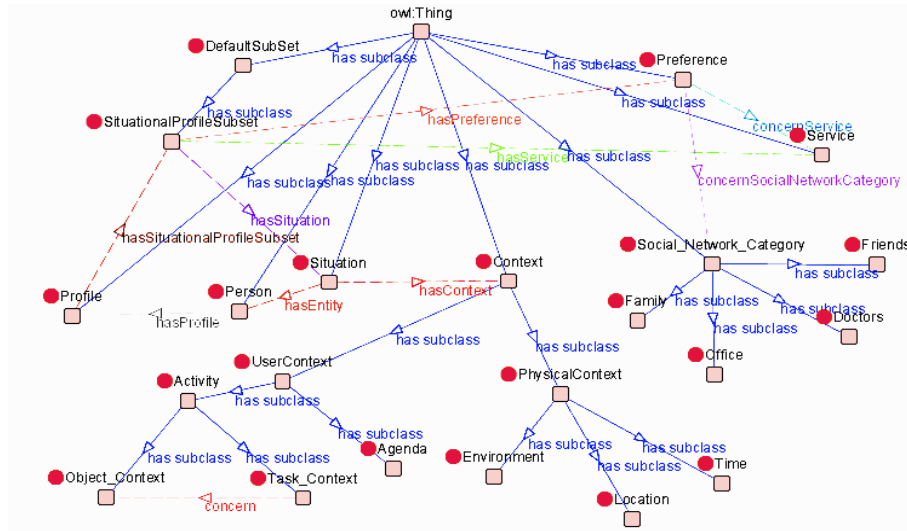 owl:Thing
DefaultSubSet
has subclass
has subclass
Preference
has subclass
has subclass
SituationalProfileSubset
hasPreference
concernService
Service
hasService
has subclass
has subclass
has subclass
has subclass
has subclass
concernSocialNetworkCategory
hasSituation
hasSituationalProfileSubset
Situation
Context
Social_Network_Category
Friends
has subclass
Profile
Person
hasEntity
hasContext
hasProfile
Family
has subclass
has subclass
Doctors
has subclass
Office
has subclass
has subclass
UserContext
Activity
has subclass
PhysicalContext
has subclass
Agenda
has subclass
has subclass
Environment
has subclass
has subclass
Time
Object_Context
Task_Context
has subclass
concern
Location